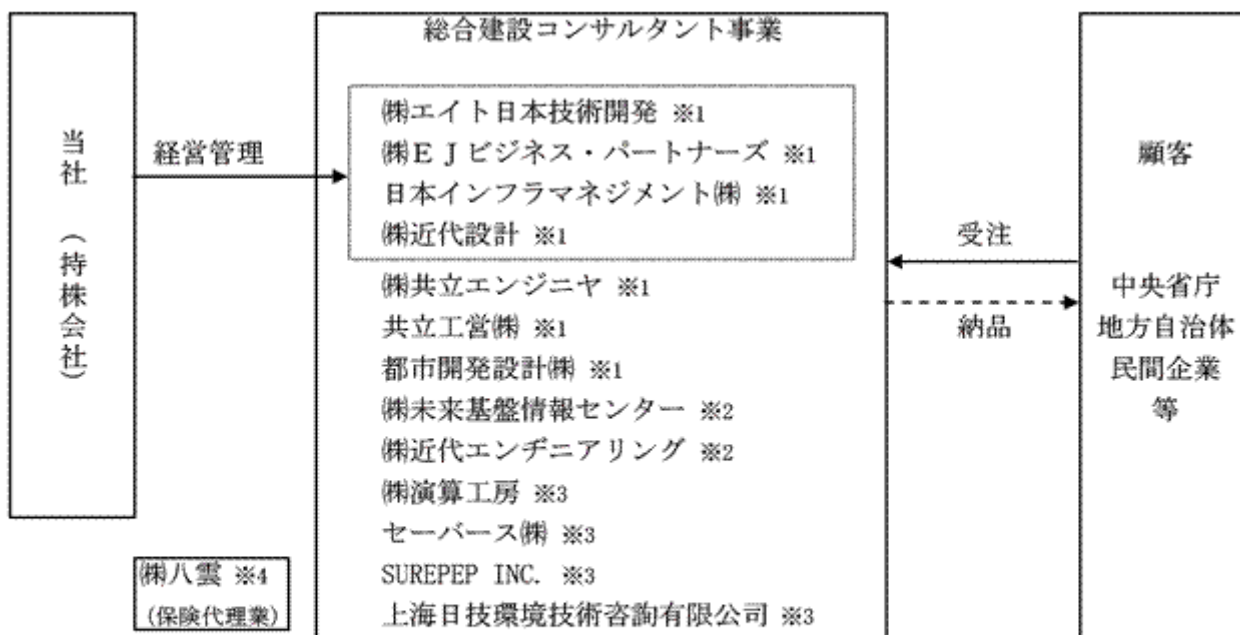 当社（持株会社）
経営管理
総合建設コンサルタント事業
㈱エイト日本技術開発 ※1
㈱ＥＪビジネス・パートナーズ ※1
日本インフラマネジメント㈱ ※1
㈱近代設計 ※1
㈱共立エンジニヤ ※1
共立工営㈱ ※1
都市開発設計㈱ ※1
㈱未来基盤情報センター ※2
㈱近代エンヂニアリング ※2
㈱演算工房 ※3
セーバース㈱ ※3
SUREPEP INC. ※3
上海日技環境技術咨詢有限公司 ※3
㈱八雲 ※4
（保険代理業）
受注
納品
顧客
中央省庁
地方自治体
民間企業
等